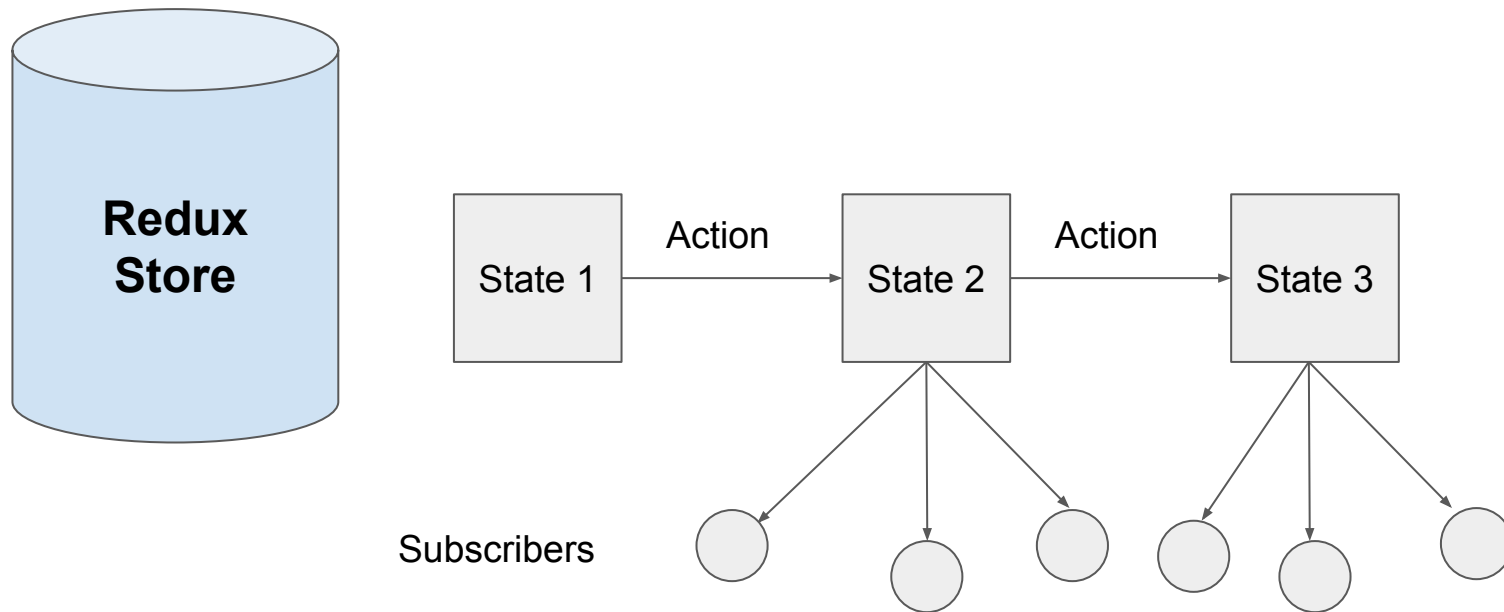 Redux
Store
State 1
Action
State 2
Action
State 3
Subscribers